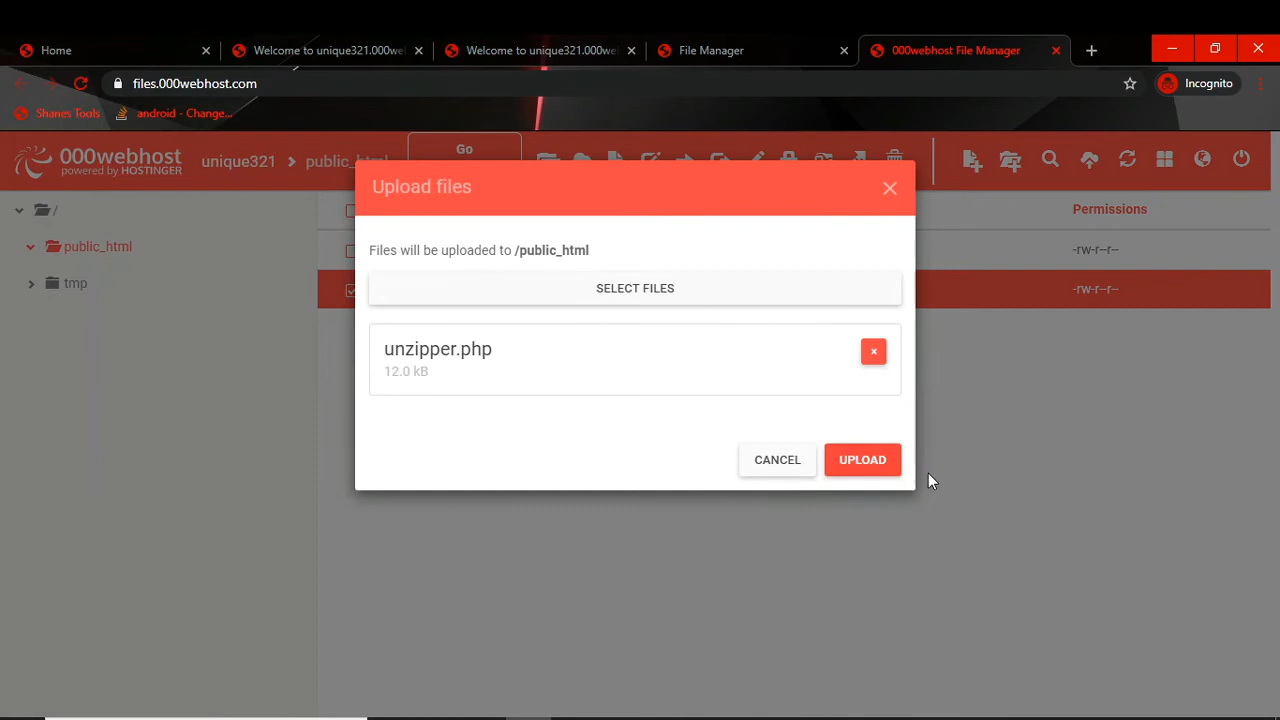 Home
Welcome to unique321.000we
Welcome to unique321.000we
File Manager
000webhost File Manager
files.000webhost.com
Incognito
Shanes Tools
android - Change...
000webhost
powered by HOSTINGER
unique321
public_html
Go
Upload files
/
Permissions
public_html
Files will be uploaded to /public_html
-rw-r--r--
tmp
SELECT FILES
-rw-r--r--
unzipper.php
12.0 kB
CANCEL
UPLOAD